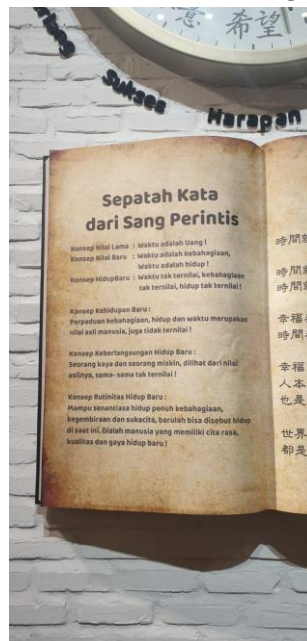 意 希望
Sukses
Harapan
Sepatah Kata
dari Sang Perintis
Konsep Nilai Lama : Waktu adalah Uang !
Konsep Nilai Baru : Waktu adalah kebahagiaan,
Waktu adalah hidup !
Konsep HidupBaru : Waktu tak ternilai, kebahagiaan
tak ternilai, hidup tak ternilai !
Konsep Kehidupan Baru :
Perpaduan kebahagiaan, hidup dan waktu merupakan
nilai asli manusia, juga tidak ternilai !
Konsep Keberlangsungan Hidup Baru :
Seorang kaya dan seorang miskin, dilihat dari nilai
aslinya, sama- sama tak ternilai !
Konsep Rutinitas Hidup Baru :
Mampu senantiasa hidup penuh kebahagiaan,
kegembiraan dan sukacita, barulah bisa disebut hidup
di saat ini. Dialah manusia yang memiliki cita rasa,
kualitas dan gaya hidup baru !
時間
時間
時間
幸福
時間
幸福
人本
也是
世界
都是